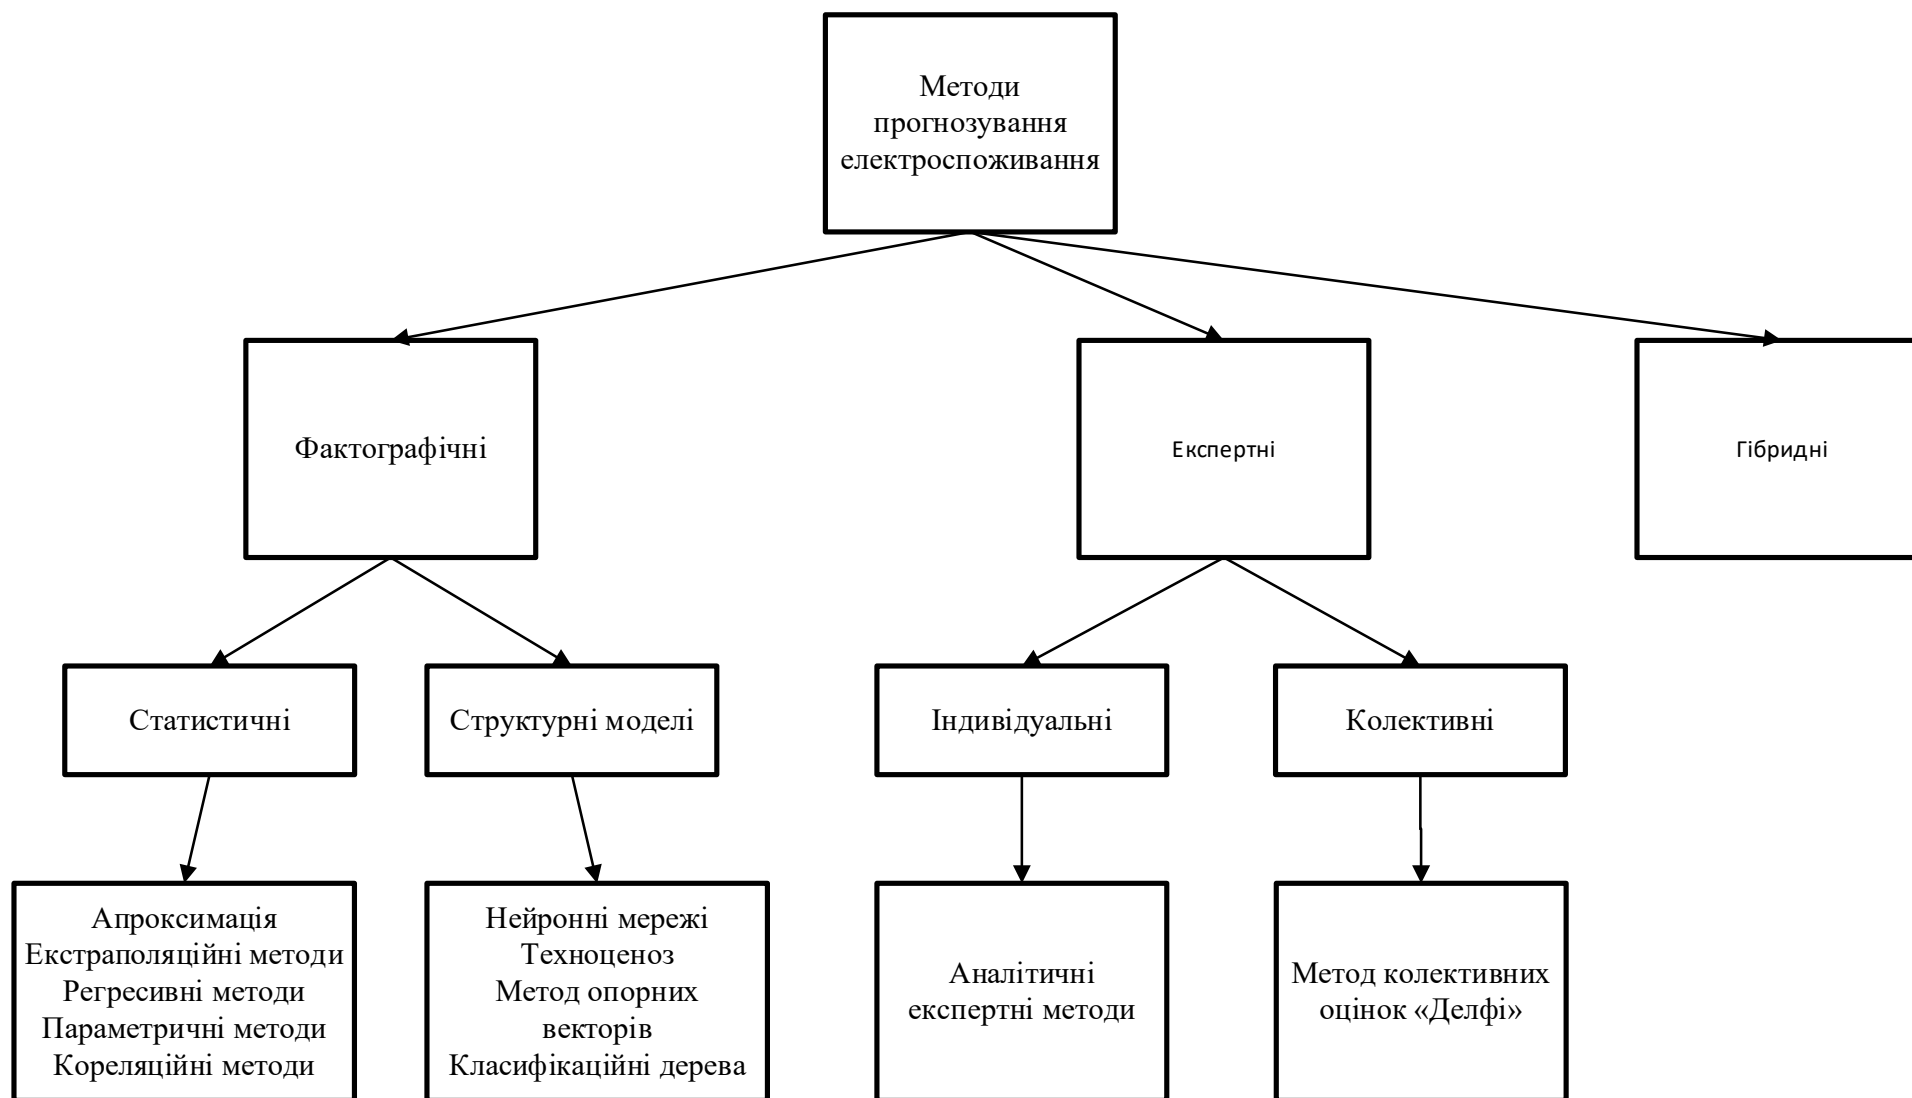 Методи
прогнозування
електроспоживання
Фактографічні
Експертні
Гібридні
Статистичні
Структурні моделі
Індивідуальні
Колективні
Апроксимація
Екстраполяційні методи
Регресивні методи
Параметричні методи
Кореляційні методи
Нейронні мережі
Техноценоз
Метод опорних
векторів
Класифікаційні дерева
Аналітичні
експертні методи
Метод колективних
оцінок «Делфі»